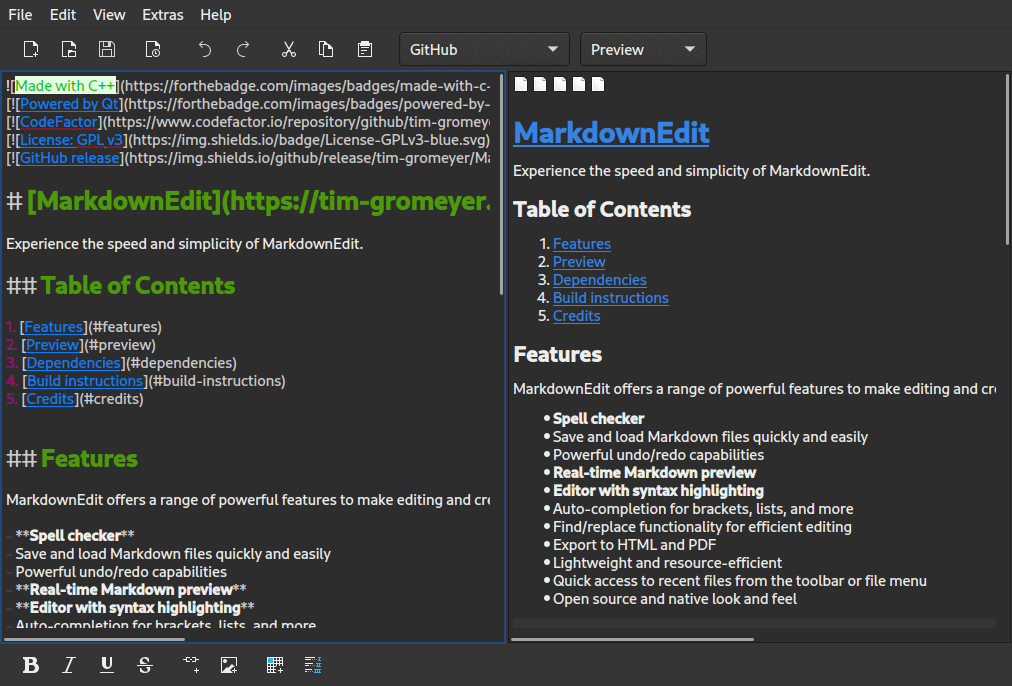 File Edit View Extras Help
GitHub Preview
![Made with C++](https://forthebadge.com/images/badges/made-with-c-
[![Powered by Qt](https://forthebadge.com/images/badges/powered-by-
[![CodeFactor](https://www.codefactor.io/repository/github/tim-gromeye
[![License: GPL v3](https://img.shields.io/badge/License-GPLv3-blue.svg)
[![GitHub release](https://img.shields.io/github/release/tim-gromeyer/Ma
# [MarkdownEdit](https://tim-gromeyer.
Experience the speed and simplicity of MarkdownEdit.
## Table of Contents
1. [Features](#features)
2. [Preview](#preview)
3. [Dependencies](#dependencies)
4. [Build instructions](#build-instructions)
5. [Credits](#credits)
## Features
MarkdownEdit offers a range of powerful features to make editing and cre
- **Spell checker**
- Save and load Markdown files quickly and easily
- Powerful undo/redo capabilities
- **Real-time Markdown preview**
- **Editor with syntax highlighting**
- Auto-completion for brackets, lists, and more
MarkdownEdit
Experience the speed and simplicity of MarkdownEdit.
Table of Contents
1. Features
2. Preview
3. Dependencies
4. Build instructions
5. Credits
Features
MarkdownEdit offers a range of powerful features to make editing and cre
• Spell checker
• Save and load Markdown files quickly and easily
• Powerful undo/redo capabilities
• Real-time Markdown preview
• Editor with syntax highlighting
• Auto-completion for brackets, lists, and more
• Find/replace functionality for efficient editing
• Export to HTML and PDF
• Lightweight and resource-efficient
• Quick access to recent files from the toolbar or file menu
• Open source and native look and feel
B I U S